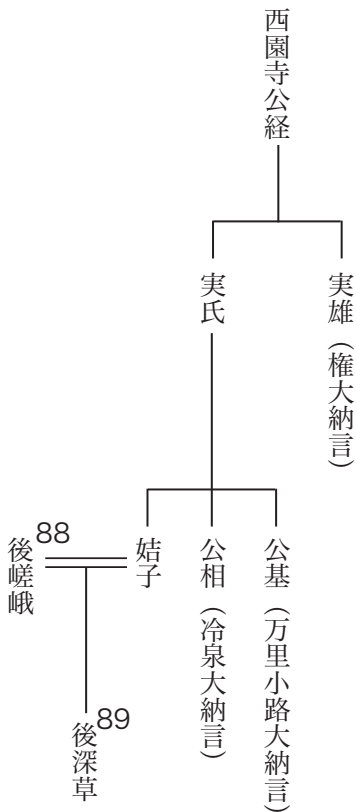 西園寺公経
実雄（権大納言）
実氏
公基（万里小路大納言）
公相（冷泉大納言）
姞子
88
後嵯峨
89
後深草